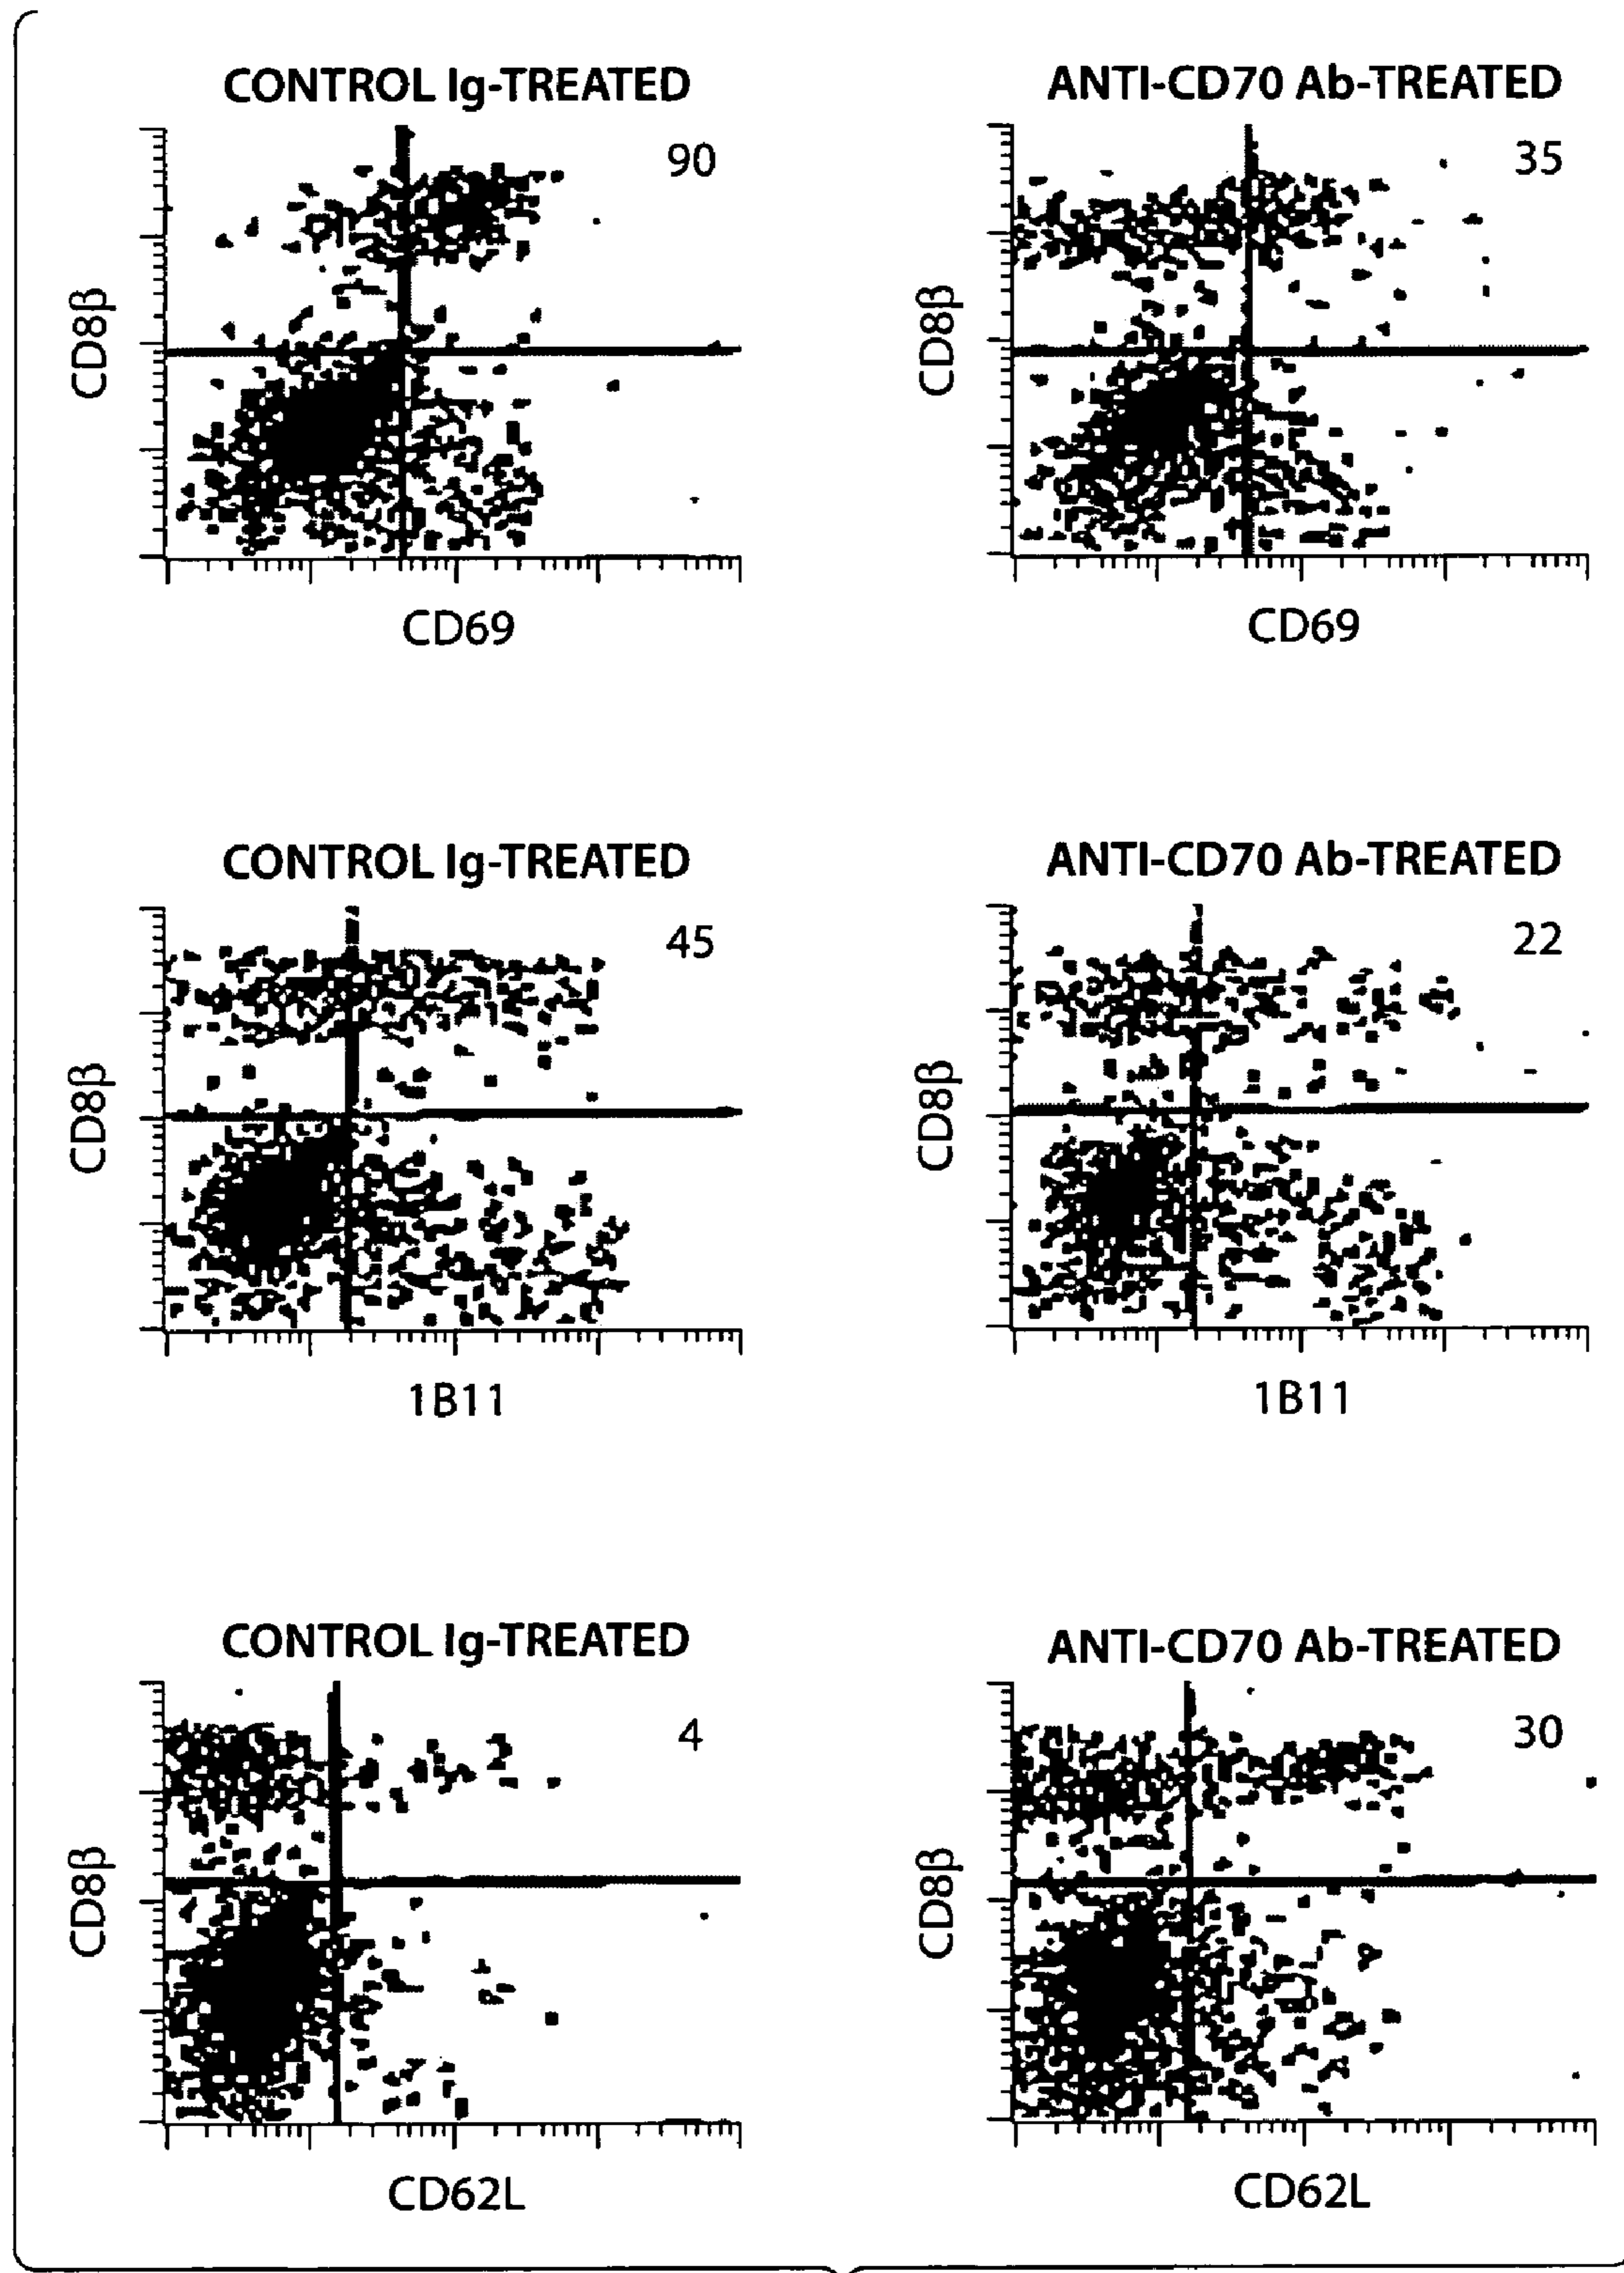 CONTROL Ig-TREATED
ANTI-CD70 Ab-TREATED
90
35
CD8β
CD8β
CD69
CD69
CONTROL Ig-TREATED
ANTI-CD70 Ab-TREATED
45
22
CD8β
CD8β
1B11
1B11
CONTROL Ig-TREATED
ANTI-CD70 Ab-TREATED
4
30
CD8β
CD8β
CD62L
CD62L